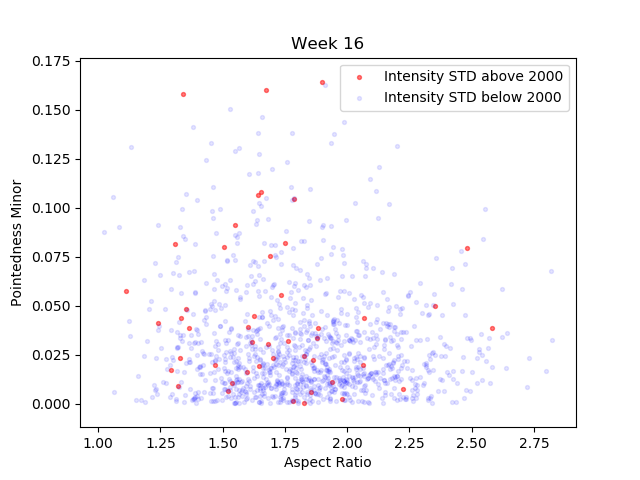 Week 16
Intensity STD above 2000
Intensity STD below 2000
Pointedness Minor
0.175
0.150
0.125
0.100
0.075
0.050
0.025
0.000
1.00 1.25 1.50 1.75 2.00 2.25 2.50 2.75
Aspect Ratio